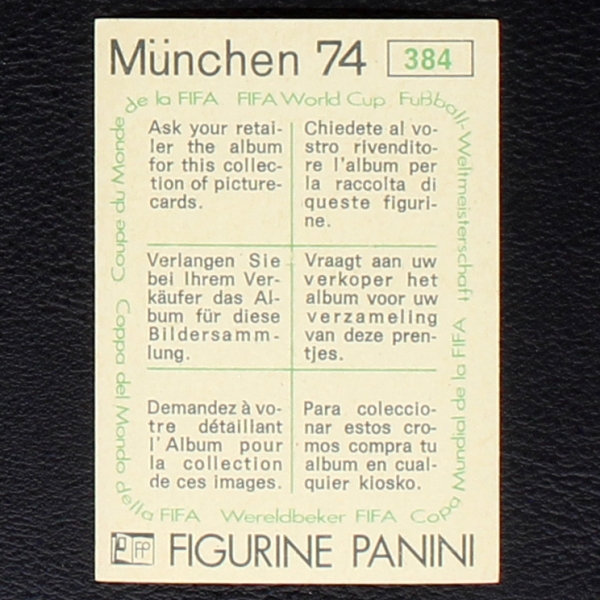 München 74 384
de la FIFA FIFA World Cup Fußball-Weltmeisterschaft
Ask your retai-
ler the album
for this collec-
tion of picture-
cards.
Chiedete al vo-
stro rivendito-
re l'album per
la raccolta di
queste figuri-
ne.
Verlangen Sie
bei Ihrem Ver-
käufer das Al-
bum für diese
Bildersamm-
lung.
Vraagt aan uw
verkoper het
album voor uw
verzameling
van deze pren-
tjes.
Demandez à vo-
tre détaillant
l'Album pour
la collection
de ces images.
Para coleccio-
nar estos cro-
mos compra tu
album en cual-
quier kiosko.
Coupe du Monde
Coppa del Mondo
della FIFA Wereldbeker FIFA Copa Mundial de la FIFA
FP FIGURINE PANINI